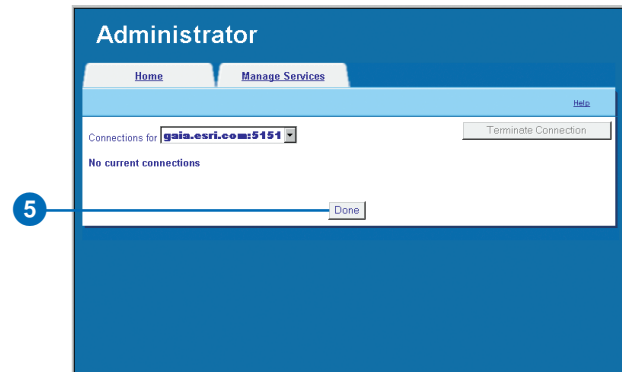 Administrator
Home Manage Services
Help
Connections for gaia.esri.com:5151 Terminate Connection
No current connections
5 Done